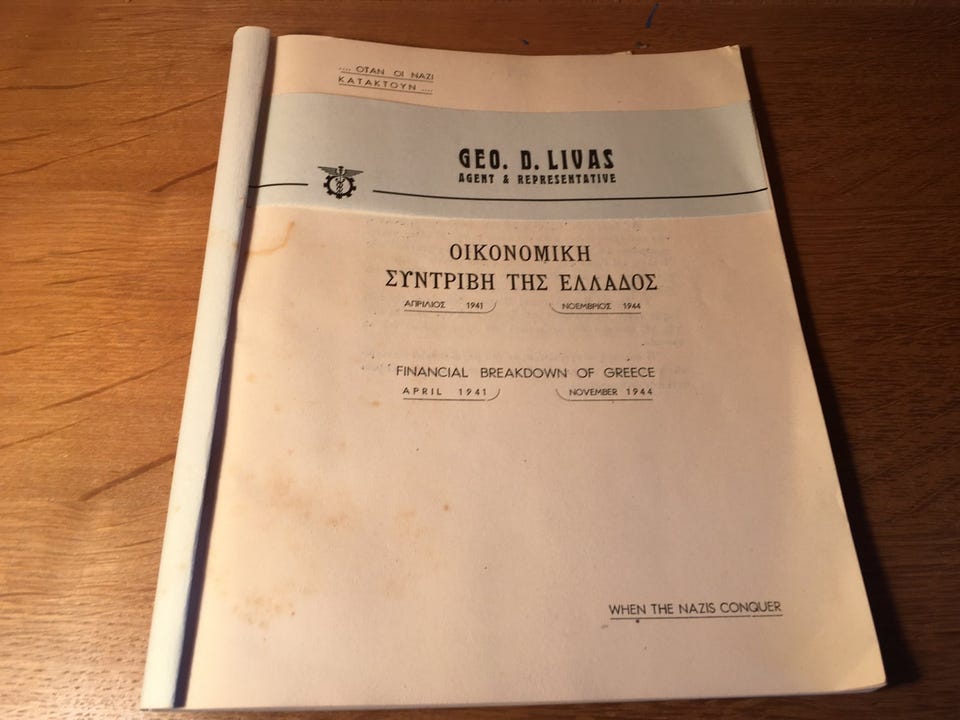 .... ΟΤΑΝ ΟΙ ΝΑΖΙ
ΚΑΤΑΚΤΟΥΝ ....
GEO. D. LIVAS
AGENT & REPRESENTATIVE
ΟΙΚΟΝΟΜΙΚΗ
ΣΥΝΤΡΙΒΗ ΤΗΣ ΕΛΛΑΔΟΣ
ΑΠΡΙΛΙΟΣ 1941 ΝΟΕΜΒΡΙΟΣ 1944
FINANCIAL BREAKDOWN OF GREECE
APRIL 1941 NOVEMBER 1944
WHEN THE NAZIS CONQUER